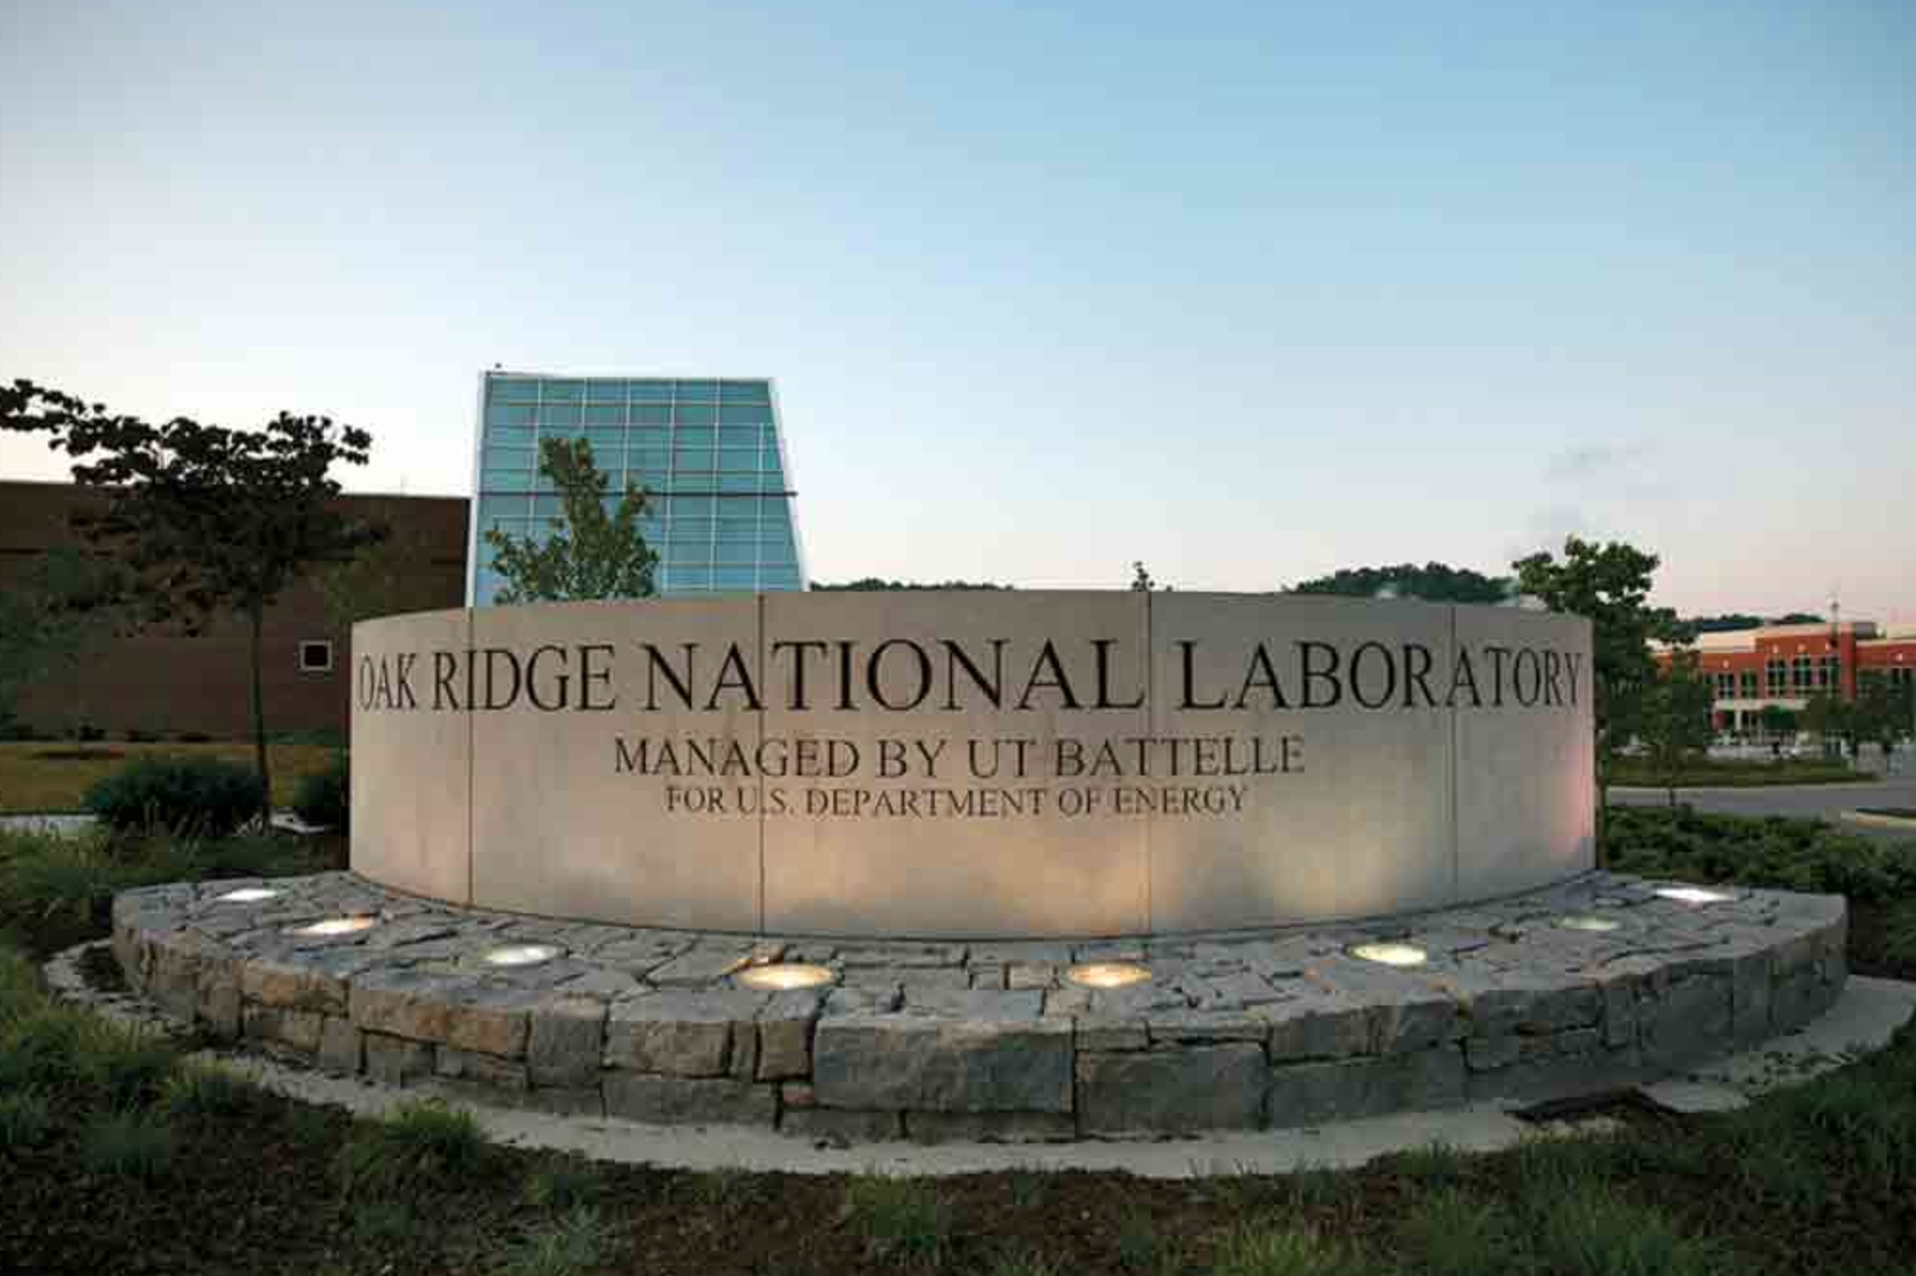 OAK RIDGE NATIONAL LABORATORY
MANAGED BY UT BATTELLE
FOR U.S. DEPARTMENT OF ENERGY